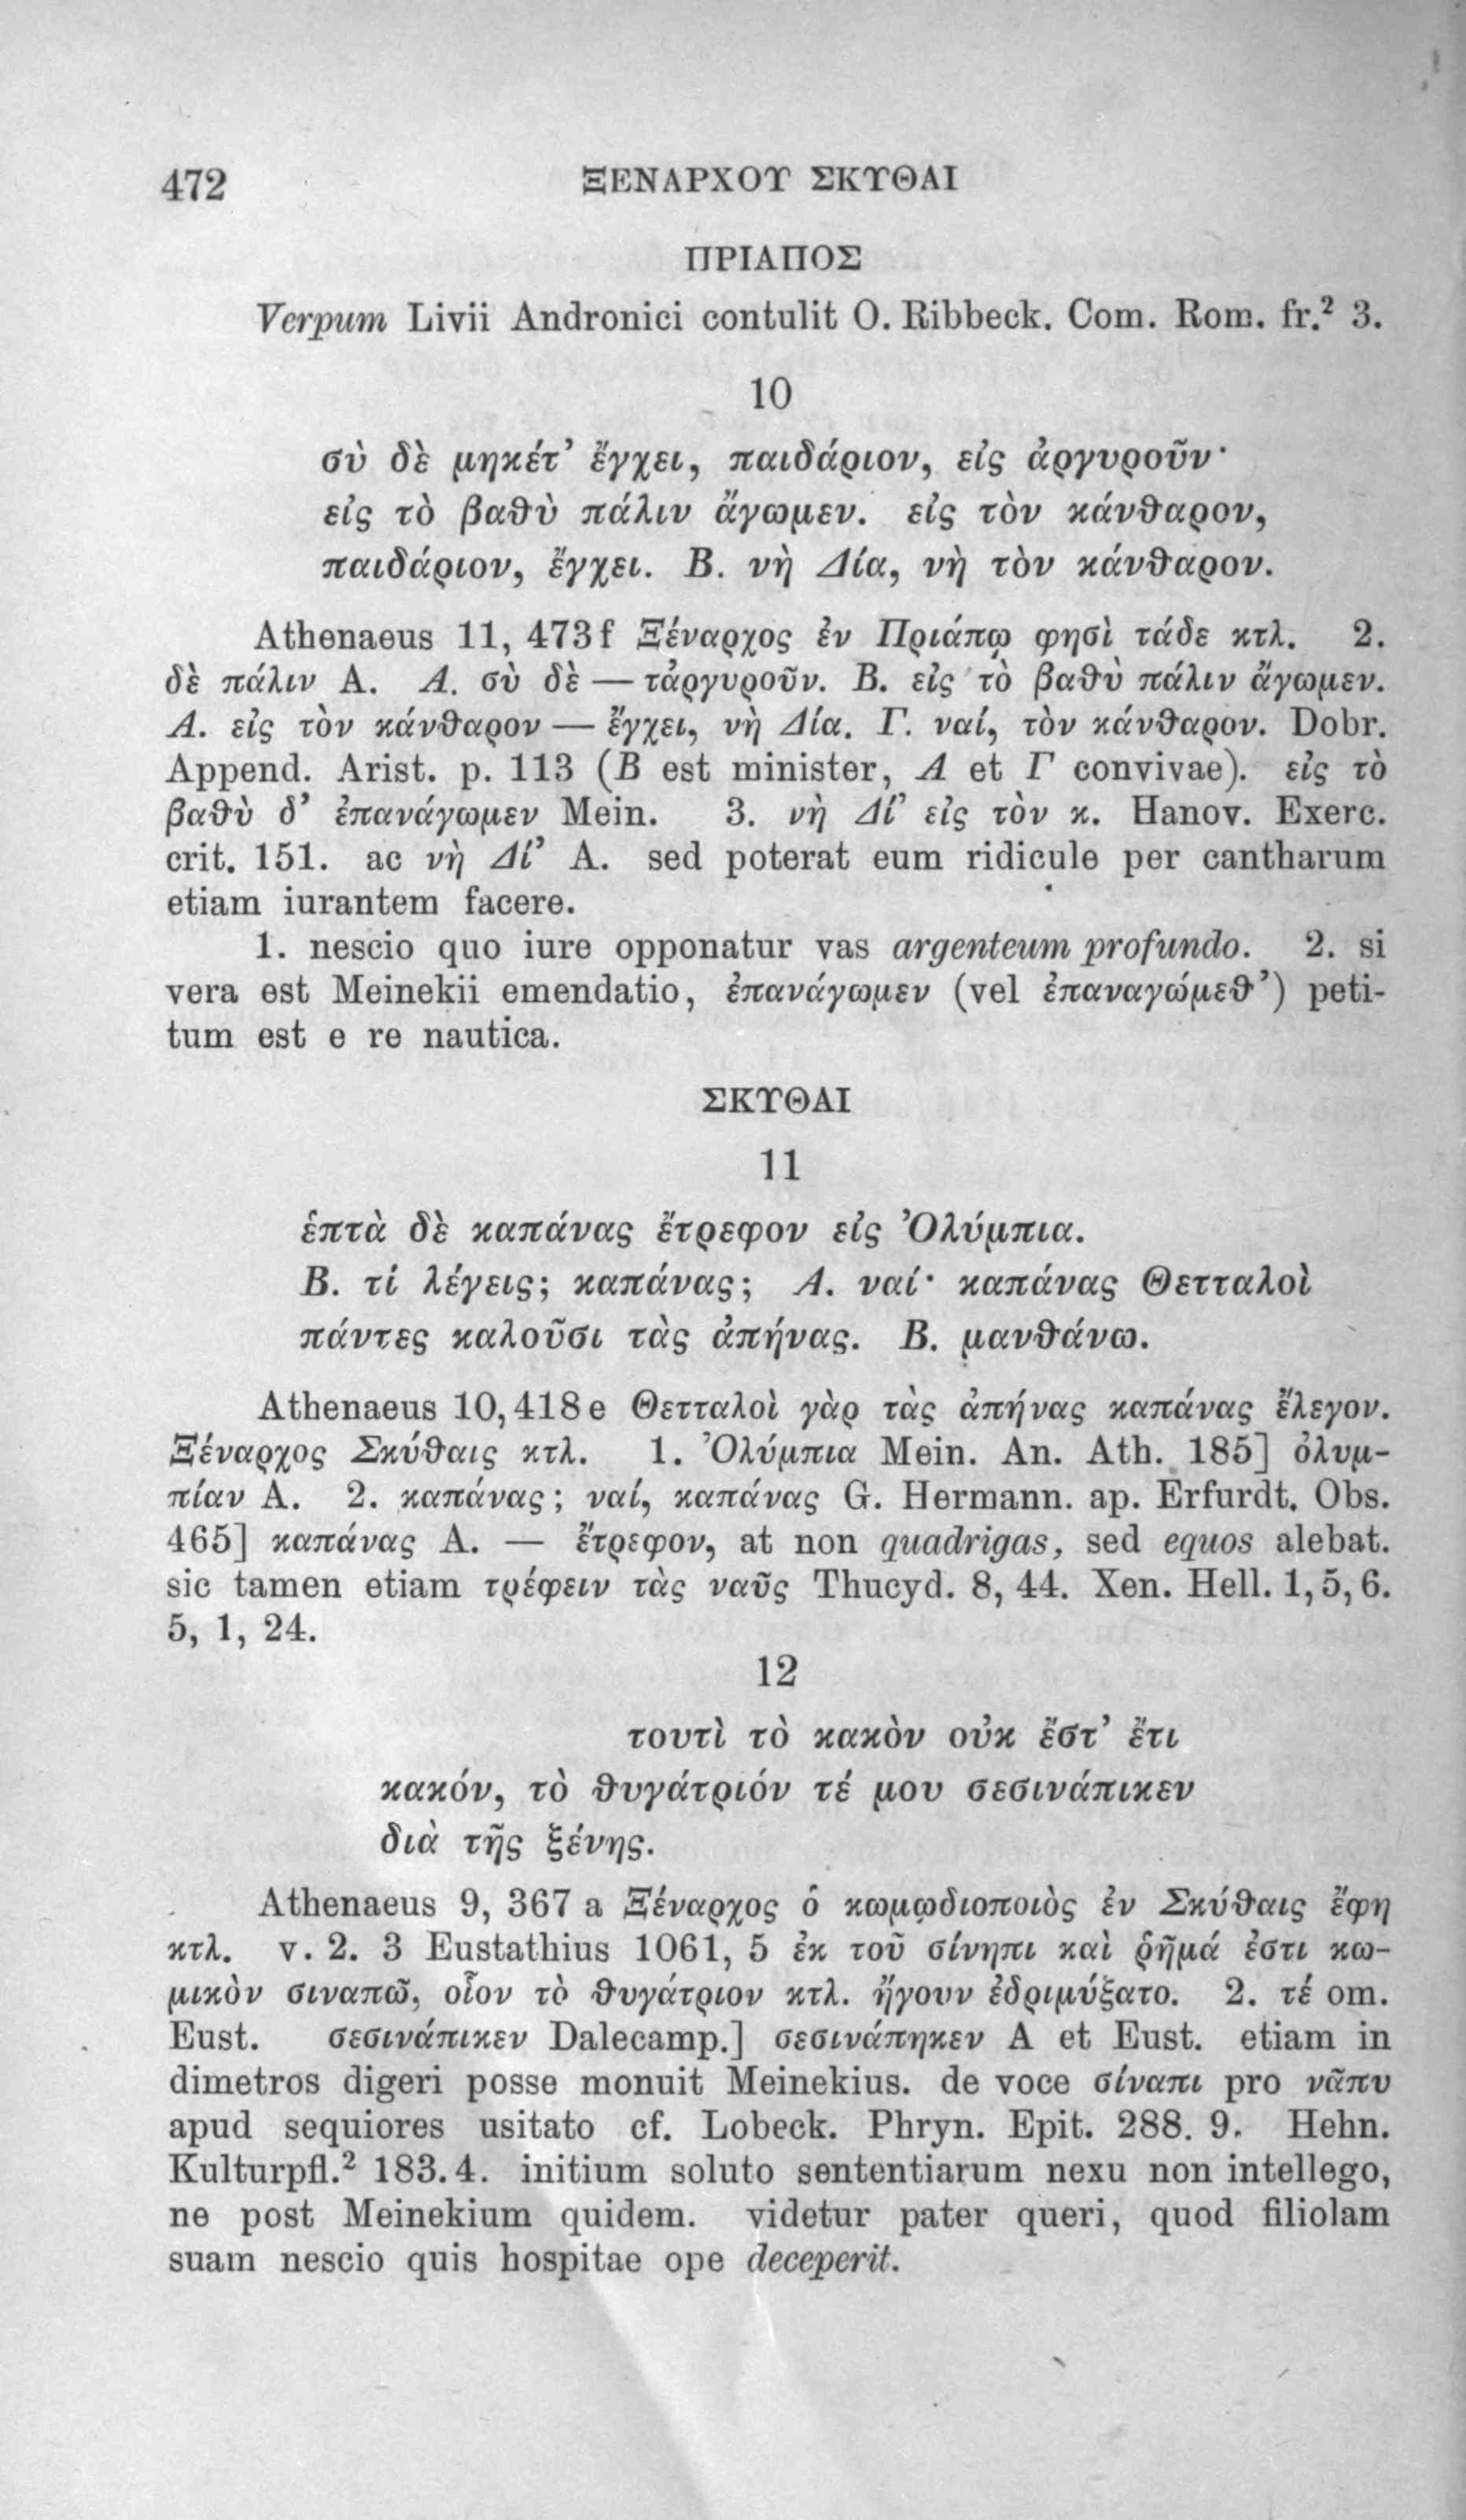 472 ΞΕΝΑΡΧΟΥ ΣΚΥΘΑΙ
ΠΡΙΑΠΟΣ
Verpum Livii Andronici contulit O. Ribbeck. Com. Rom. fr.² 3.
10
σὺ δὲ μηκέτ’ ἔγχει, παιδάριον, εἰς ἀργυροῦν·
εἰς τὸ βαθὺ πάλιν ἄγωμεν. εἰς τὸν κάνθαρον,
παιδάριον, ἔγχει. Β. νὴ Δία, νὴ τὸν κάνθαρον.
Athenaeus 11, 473f Ξέναρχος ἐν Πριάπῳ φησὶ τάδε κτλ. 2.
δὲ πάλιν A. Α. σὺ δὲ — τἀργυροῦν. Β. εἰς τὸ βαθὺ πάλιν ἄγωμεν.
Α. εἰς τὸν κάνθαρον — ἔγχει, νὴ Δία. Γ. ναί, τὸν κάνθαρον. Dobr.
Append. Arist. p. 113 (Β est minister, Α et Γ convivae). εἰς τὸ
βαθὺ δ’ ἐπανάγωμεν Mein. 3. νὴ Δί’ εἰς τὸν κ. Hanov. Exerc.
crit. 151. ac νὴ Δί’ A. sed poterat eum ridicule per cantharum
etiam iurantem facere.
1. nescio quo iure opponatur vas argenteum profundo. 2. si
vera est Meinekii emendatio, ἐπανάγωμεν (vel ἐπαναγώμεθ’) peti-
tum est e re nautica.
ΣΚΥΘΑΙ
11
ἑπτὰ δὲ καπάνας ἔτρεφον εἰς Ὀλύμπια.
Β. τί λέγεις; καπάνας; Α. ναί· καπάνας Θετταλοὶ
πάντες καλοῦσι τὰς ἀπήνας. Β. μανθάνω.
Athenaeus 10, 418e Θετταλοὶ γὰρ τὰς ἀπήνας καπάνας ἔλεγον.
Ξέναρχος Σκύθαις κτλ. 1. Ὀλύμπια Mein. An. Ath. 185] ὀλυμ-
πίαν A. 2. καπάνας; ναί, καπάνας G. Hermann. ap. Erfurdt. Obs.
465] καπάνας A. — ἔτρεφον, at non quadrigas, sed equos alebat.
sic tamen etiam τρέφειν τὰς ναῦς Thucyd. 8, 44. Xen. Hell. 1, 5, 6.
5, 1, 24.
12
τουτὶ τὸ κακὸν οὐκ ἔστ’ ἔτι
κακόν, τὸ θυγάτριόν τέ μου σεσινάπικεν
διὰ τῆς ξένης.
Athenaeus 9, 367 a Ξέναρχος ὁ κωμῳδιοποιὸς ἐν Σκύθαις ἔφη
κτλ. v. 2. 3 Eustathius 1061, 5 ἐκ τοῦ σίνηπι καὶ ῥῆμά ἐστι κω-
μικὸν σιναπῶ, οἷον τὸ θυγάτριον κτλ. ἤγουν ἐδριμύξατο. 2. τέ om.
Eust. σεσινάπικεν Dalecamp.] σεσινάπηκεν A et Eust. etiam in
dimetros digeri posse monuit Meinekius. de voce σίναπι pro νᾶπυ
apud sequiores usitato cf. Lobeck. Phryn. Epit. 288. 9. Hehn.
Kulturpfl.² 183. 4. initium soluto sententiarum nexu non intellego,
ne post Meinekium quidem. videtur pater queri, quod filiolam
suam nescio quis hospitae ope deceperit.